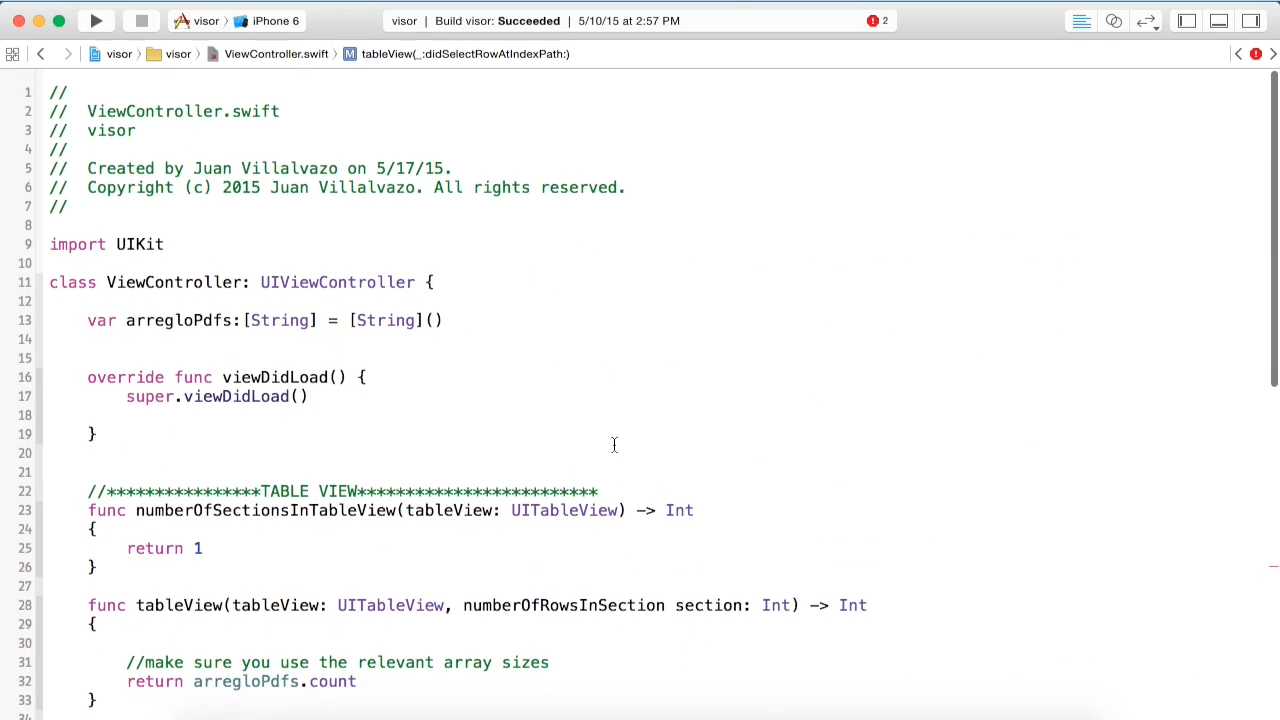 visor › iPhone 6 visor | Build visor: Succeeded | 5/10/15 at 2:57 PM 2
visor › visor › ViewController.swift › M tableView(_:didSelectRowAtIndexPath:)
1 //
2 //  ViewController.swift
3 //  visor
4 //
5 //  Created by Juan Villalvazo on 5/17/15.
6 //  Copyright (c) 2015 Juan Villalvazo. All rights reserved.
7 //
8
9 import UIKit
10
11 class ViewController: UIViewController {
12
13     var arregloPdfs:[String] = [String]()
14
15
16     override func viewDidLoad() {
17         super.viewDidLoad()
18
19     }
20
21
22     //****************TABLE VIEW*************************
23     func numberOfSectionsInTableView(tableView: UITableView) -> Int
24     {
25         return 1
26     }
27
28     func tableView(tableView: UITableView, numberOfRowsInSection section: Int) -> Int
29     {
30
31         //make sure you use the relevant array sizes
32         return arregloPdfs.count
33     }
34